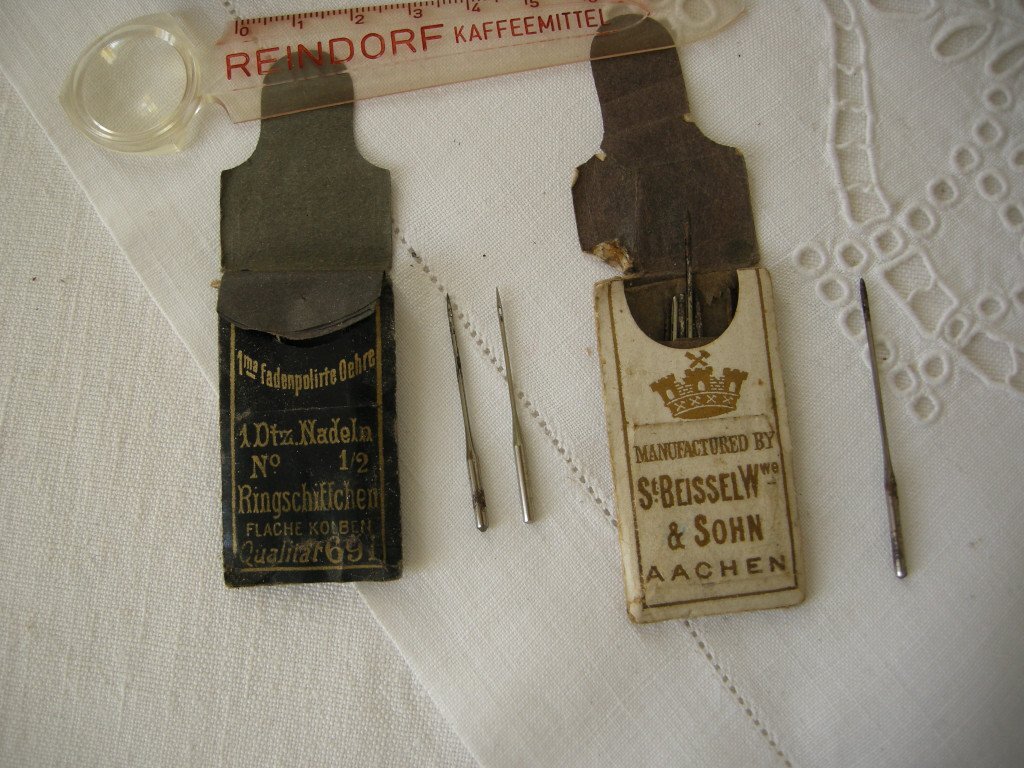 0 1 2 3 4 5
REINDORF KAFFEEMITTEL
1ma fadenpolirte Oehre
1 Dtz. Nadeln
No 1/2
Ringschiffchen
FLACHE KOLBEN
Qualität 691
MANUFACTURED BY
St. BEISSEL Wwe
& SOHN
AACHEN